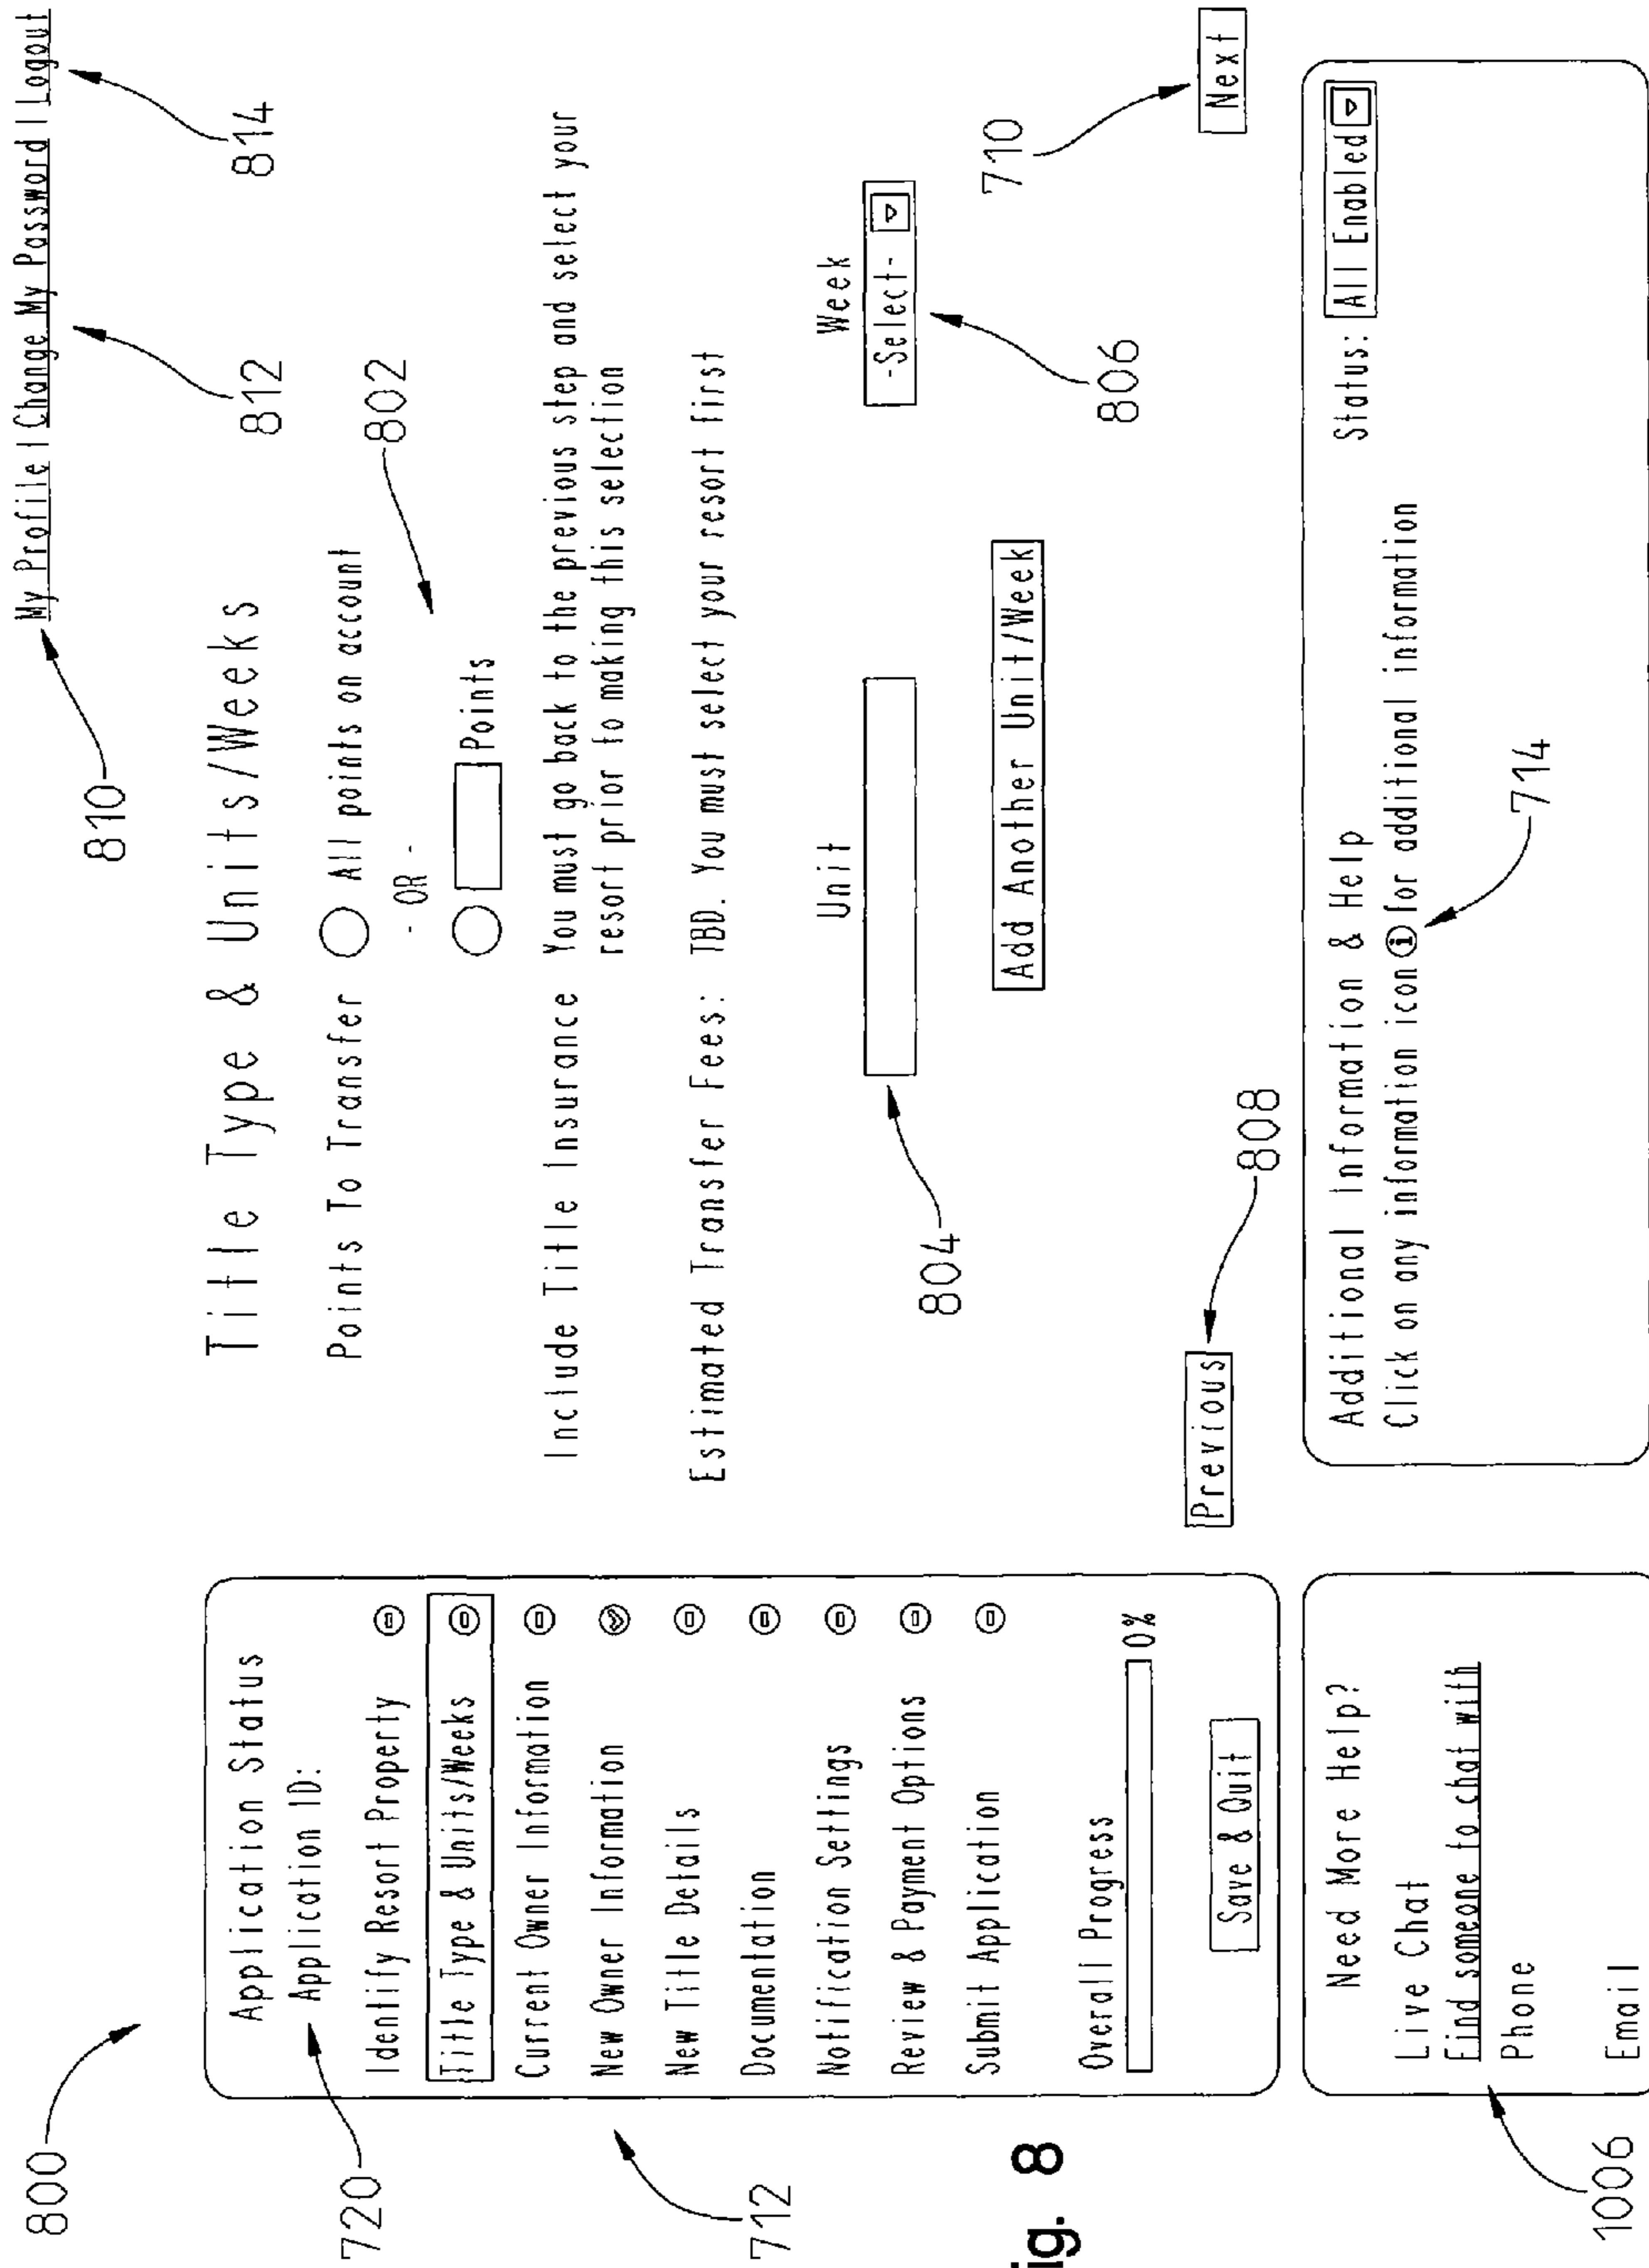 800
My Profile | Change My Password | Logout
810
812
814
Application Status
Application ID:
720
Identify Resort Property
Title Type & Units/Weeks
Current Owner Information
New Owner Information
New Title Details
Documentation
Notification Settings
Review & Payment Options
Submit Application
712
Overall Progress
0%
Save & Quit
Title Type & Units/Weeks
Points To Transfer
All points on account
- OR -
Points
802
Include Title Insurance You must go back to the previous step and select your
resort prior to making this selection
Estimated Transfer Fees: TBD. You must select your resort first
Unit
Week
-Select-
804
806
Add Another Unit/Week
Previous
808
710
Next
Need More Help?
Live Chat
Find someone to chat with
Phone
Email
1006
Additional Information & Help
Status: All Enabled
Click on any information icon i for additional information
714
ig. 8